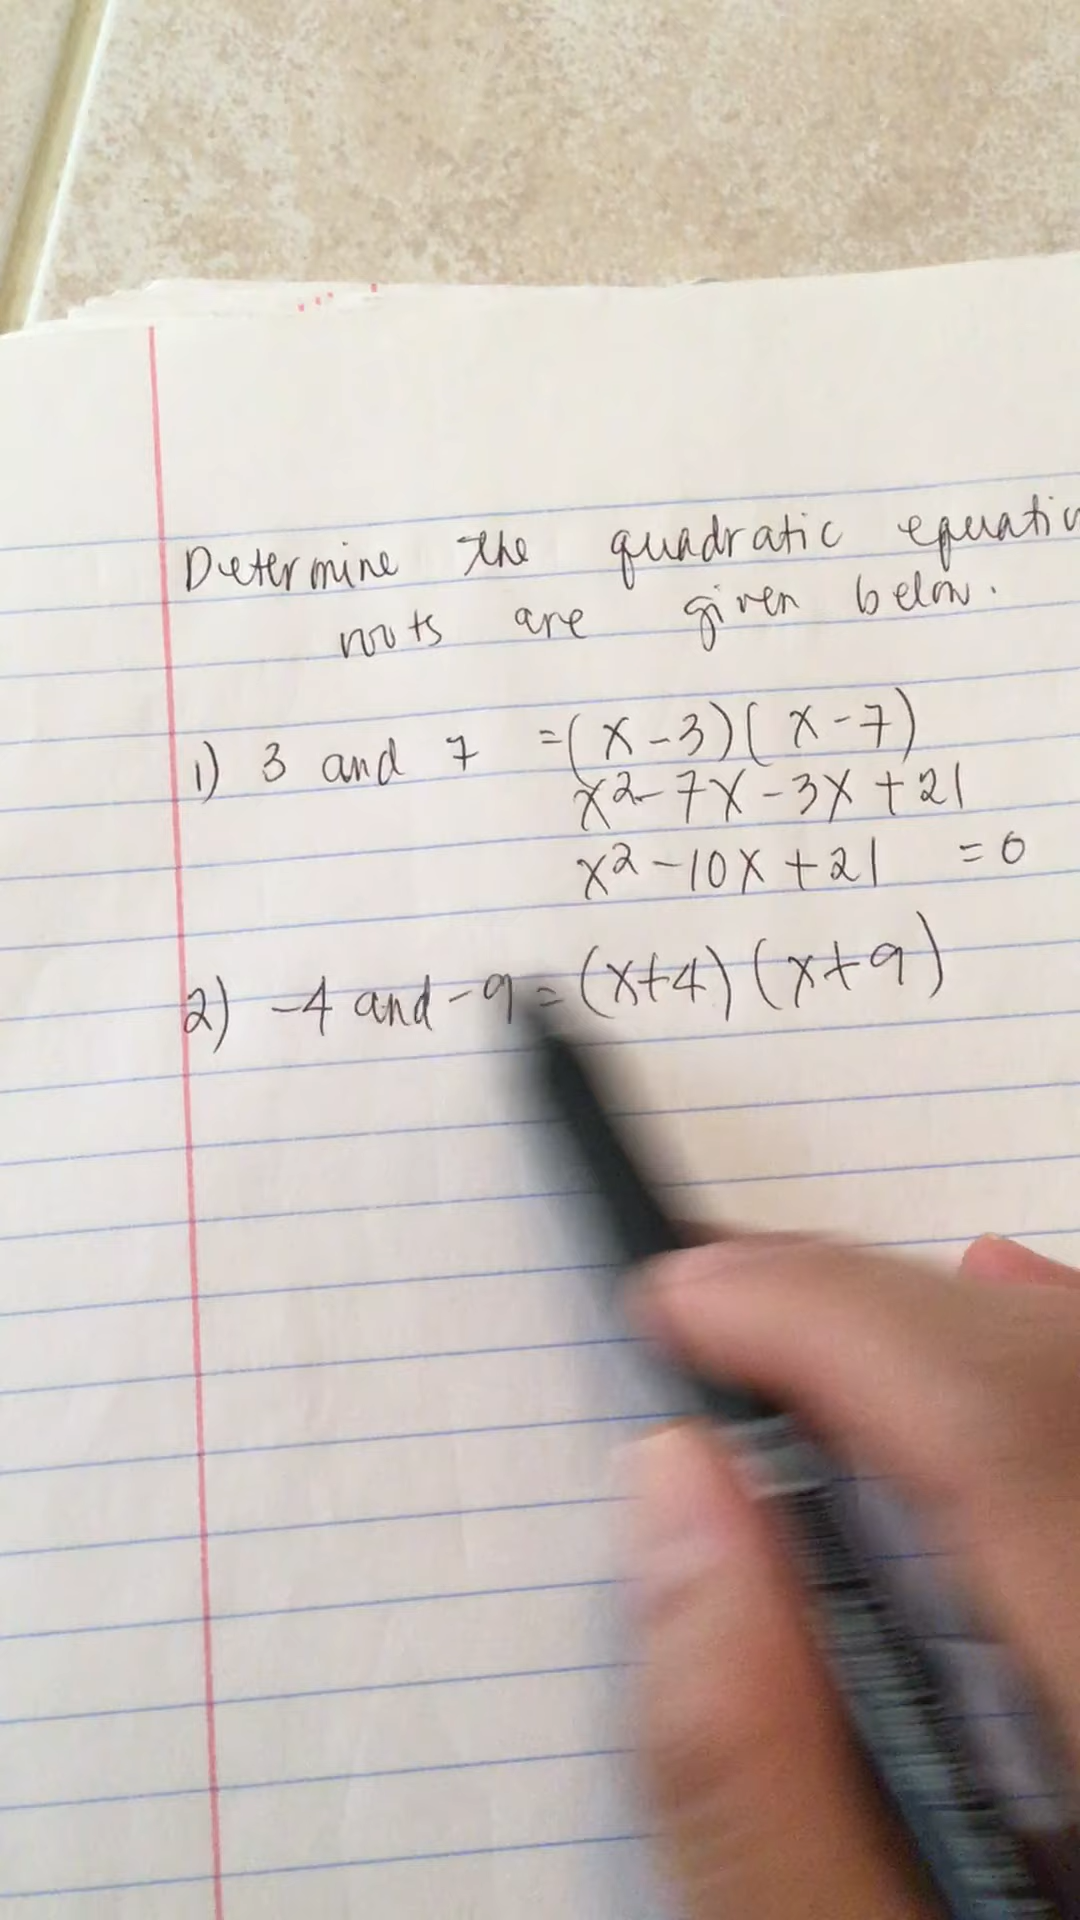 Determine the quadratic
roots are given below.
1) 3 and 7 =(x-3)(x-7)
x²-7x-3x+21
x²-10x+21 =0
2) -4 and -9 = (x+4)(x+9)